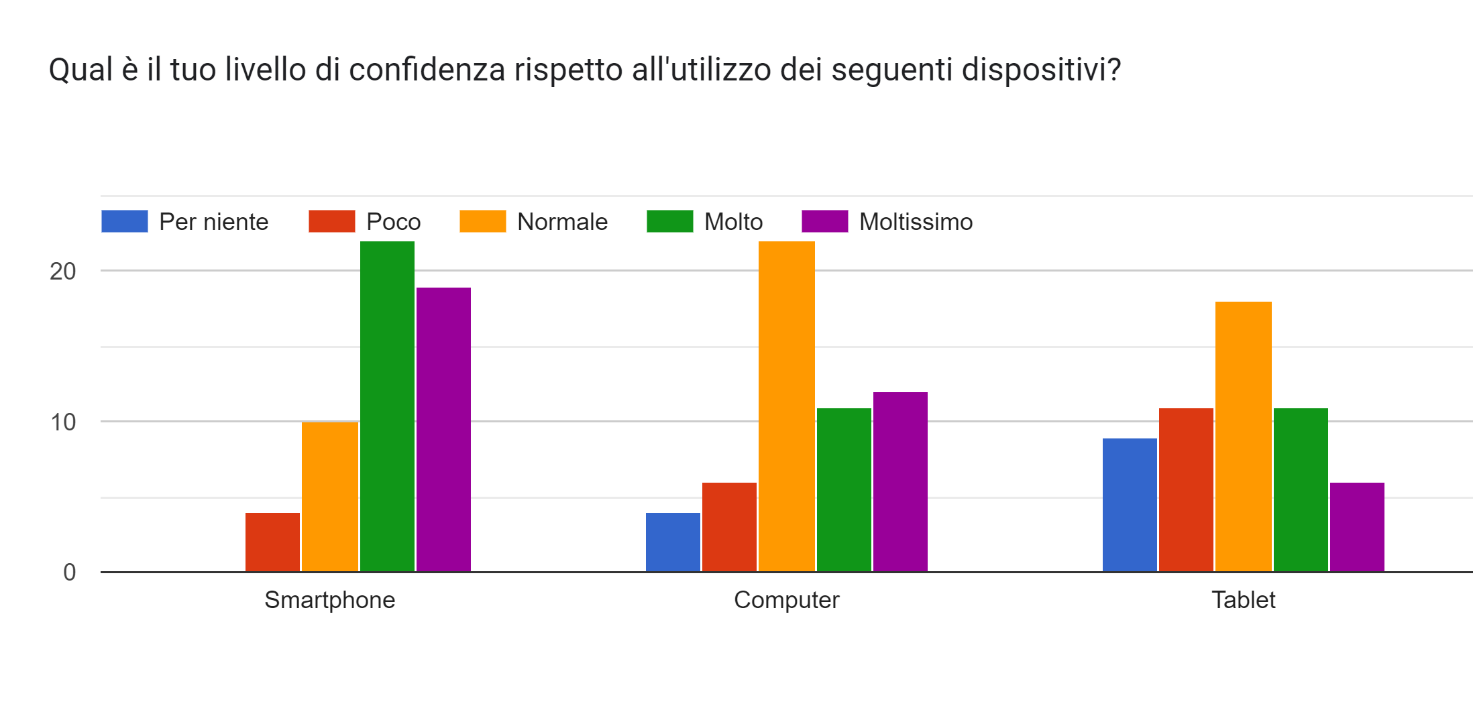 Qual è il tuo livello di confidenza rispetto all'utilizzo dei seguenti dispositivi?
Per niente Poco Normale Molto Moltissimo
20
10
0
Smartphone Computer Tablet